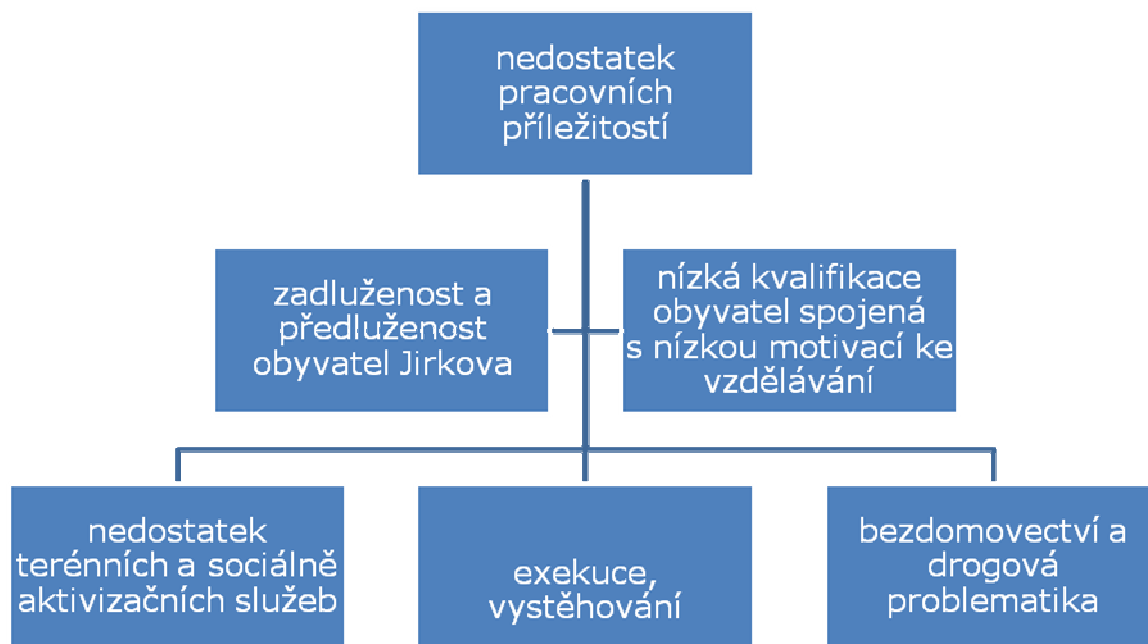 nedostatek
pracovních
příležitostí
zadluženost a
předluženost
obyvatel Jirkova
nízká kvalifikace
obyvatel spojená
s nízkou motivací ke
vzdělávání
nedostatek
terénních a sociálně
aktivizačních služeb
exekuce,
vystěhování
bezdomovectví a
drogová
problematika